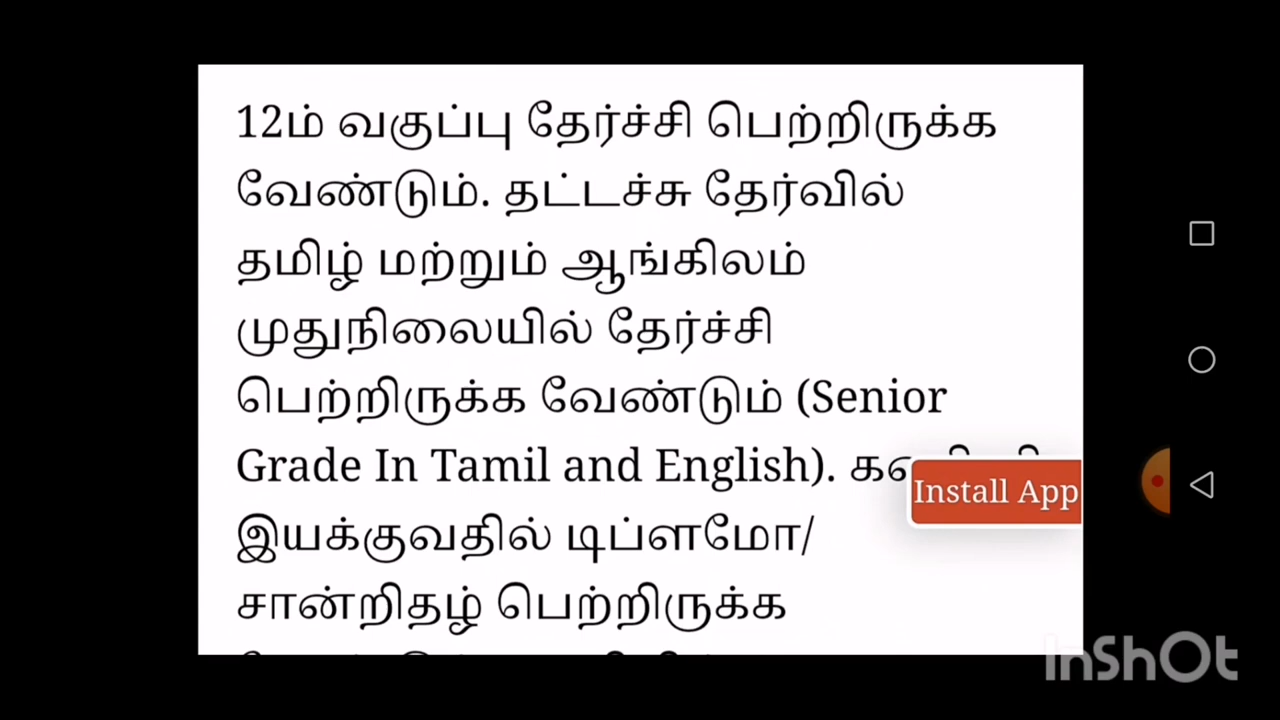 12ம் வகுப்பு தேர்ச்சி பெற்றிருக்க
வேண்டும். தட்டச்சு தேர்வில்
தமிழ் மற்றும் ஆங்கிலம்
முதுநிலையில் தேர்ச்சி
பெற்றிருக்க வேண்டும் (Senior
Grade In Tamil and English).
Install App
இயக்குவதில் டிப்ளமோ/
சான்றிதழ் பெற்றிருக்க
InShOt